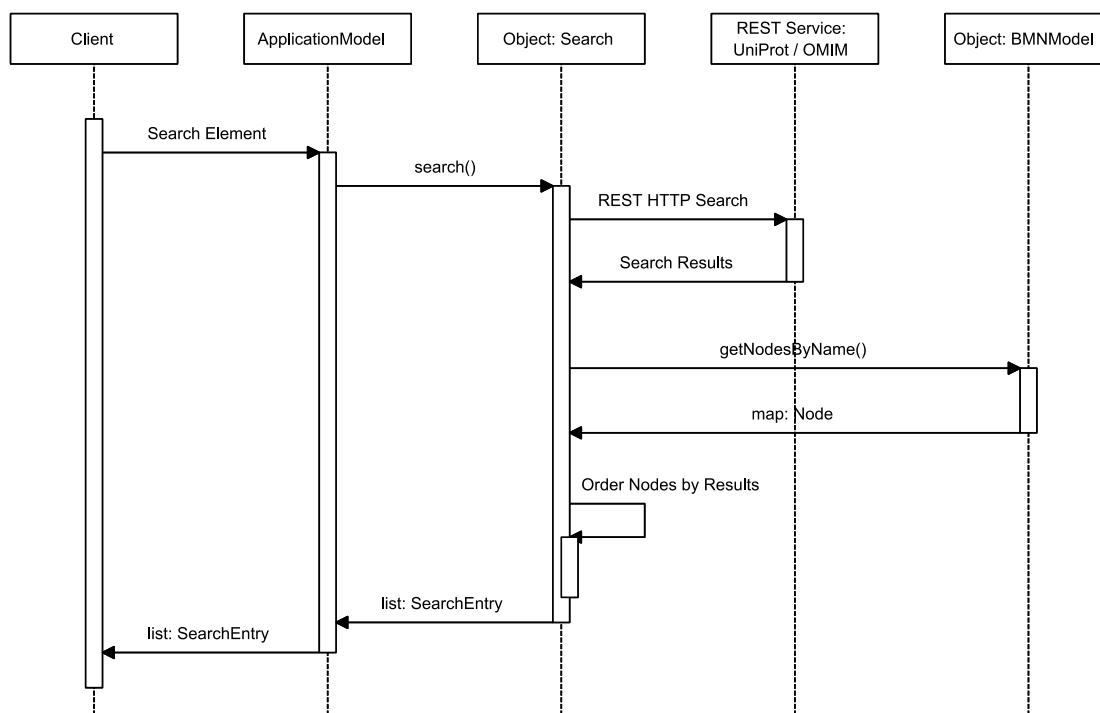 Client
ApplicationModel
Object: Search
REST Service:
UniProt / OMIM
Object: BMNModel
Search Element
search()
REST HTTP Search
Search Results
getNodesByName()
map: Node
Order Nodes by Results
list: SearchEntry
list: SearchEntry